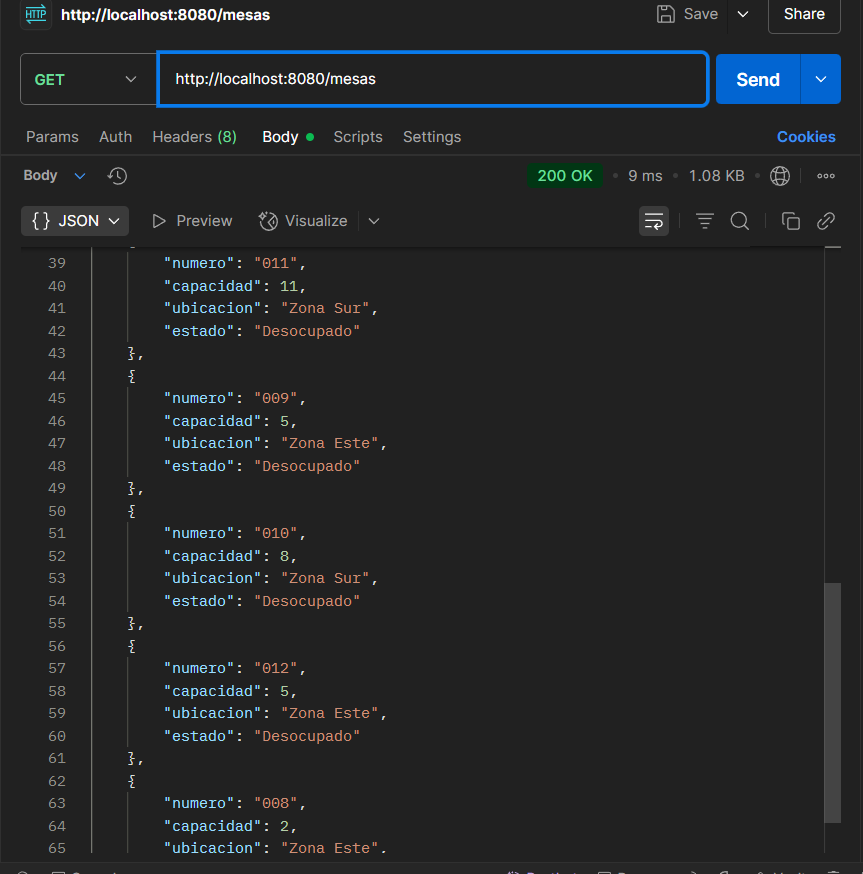 HTTP http://localhost:8080/mesas Save Share
GET http://localhost:8080/mesas Send
Params Auth Headers (8) Body Scripts Settings Cookies
Body 200 OK 9 ms 1.08 KB
{} JSON Preview Visualize
39 "numero": "011",
40 "capacidad": 11,
41 "ubicacion": "Zona Sur",
42 "estado": "Desocupado"
43 },
44 {
45 "numero": "009",
46 "capacidad": 5,
47 "ubicacion": "Zona Este",
48 "estado": "Desocupado"
49 },
50 {
51 "numero": "010",
52 "capacidad": 8,
53 "ubicacion": "Zona Sur",
54 "estado": "Desocupado"
55 },
56 {
57 "numero": "012",
58 "capacidad": 5,
59 "ubicacion": "Zona Este",
60 "estado": "Desocupado"
61 },
62 {
63 "numero": "008",
64 "capacidad": 2,
65 "ubicacion": "Zona Este",